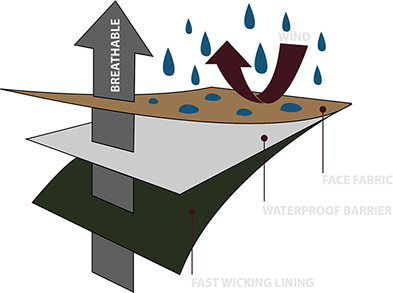 BREATHABLE
WIND
FACE FABRIC
WATERPROOF BARRIER
FAST WICKING LINING